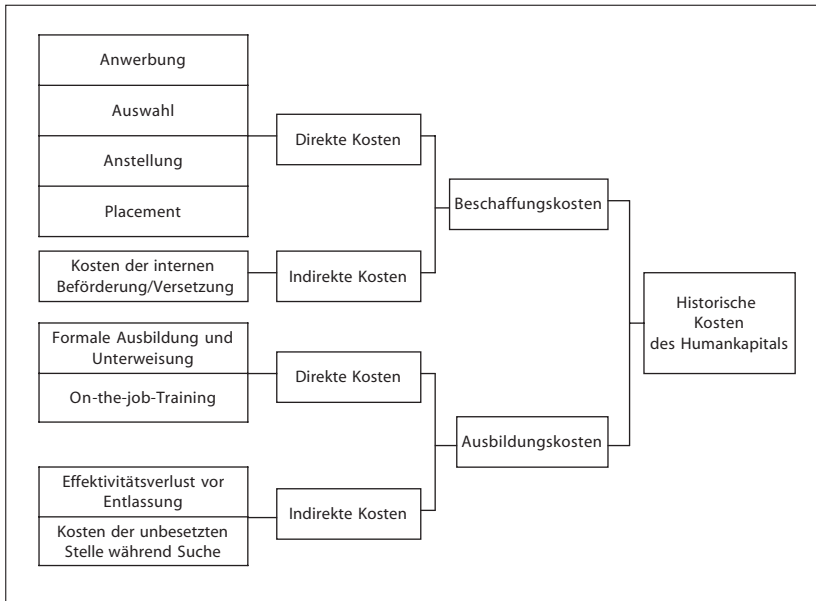 Anwerbung
Auswahl
Anstellung
Placement
Direkte Kosten
Beschaffungskosten
Kosten der internen
Beförderung/Versetzung
Indirekte Kosten
Historische
Kosten
des Humankapitals
Formale Ausbildung und
Unterweisung
On-the-job-Training
Direkte Kosten
Ausbildungskosten
Effektivitätsverlust vor
Entlassung
Kosten der unbesetzten
Stelle während Suche
Indirekte Kosten